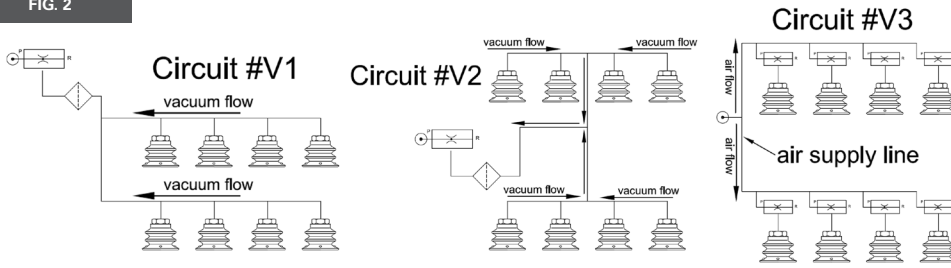 FIG. 2
Circuit #V1
P
R
vacuum flow
vacuum flow
Circuit #V2
vacuum flow
vacuum flow
P
R
vacuum flow
vacuum flow
Circuit #V3
air flow
air flow
air supply line
P
R
P
R
P
R
P
R
P
R
P
R
P
R
P